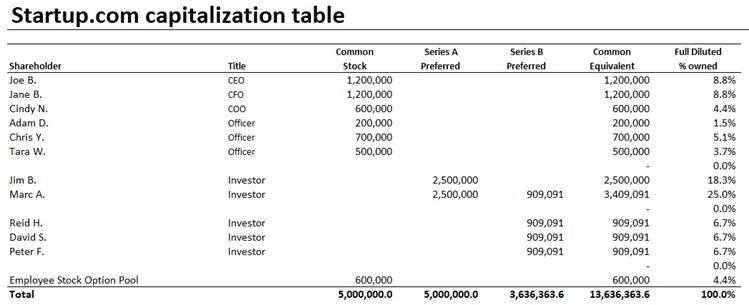 Startup.com capitalization table
Common Series A Series B Common Full Diluted
Shareholder Title Stock Preferred Preferred Equivalent % owned
Joe B. CEO 1,200,000 1,200,000 8.8%
Jane B. CFO 1,200,000 1,200,000 8.8%
Cindy N. COO 600,000 600,000 4.4%
Adam D. Officer 200,000 200,000 1.5%
Chris Y. Officer 700,000 700,000 5.1%
Tara W. Officer 500,000 500,000 3.7%
- 0.0%
Jim B. Investor 2,500,000 2,500,000 18.3%
Marc A. Investor 2,500,000 909,091 3,409,091 25.0%
- 0.0%
Reid H. Investor 909,091 909,091 6.7%
David S. Investor 909,091 909,091 6.7%
Peter F. Investor 909,091 909,091 6.7%
- 0.0%
Employee Stock Option Pool 600,000 600,000 4.4%
Total 5,000,000.0 5,000,000.0 3,636,363.6 13,636,363.6 100.0%